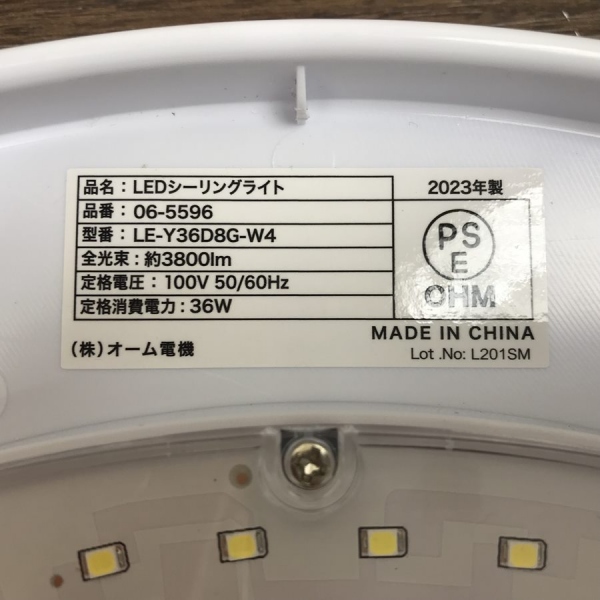 品名：LEDシーリングライト
2023年製
品番：06-5596
型番：LE-Y36D8G-W4
全光束：約3800lm
定格電圧：100V 50/60Hz
定格消費電力：36W
PS
E
OHM
（株）オーム電機
MADE IN CHINA
Lot .No: L201SM